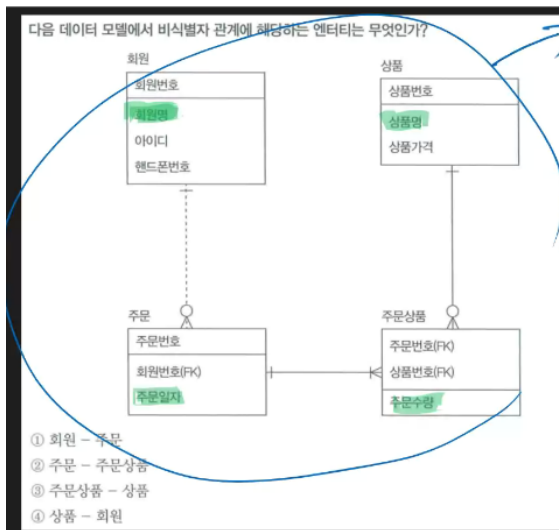 다음 데이터 모델에서 비식별자 관계에 해당하는 엔터티는 무엇인가?
회원
회원번호
회원명
아이디
핸드폰번호
상품
상품번호
상품명
상품가격
주문
주문번호
회원번호(FK)
주문일자
주문상품
주문번호(FK)
상품번호(FK)
주문수량
① 회원 – 주문
② 주문 – 주문상품
③ 주문상품 – 상품
④ 상품 – 회원